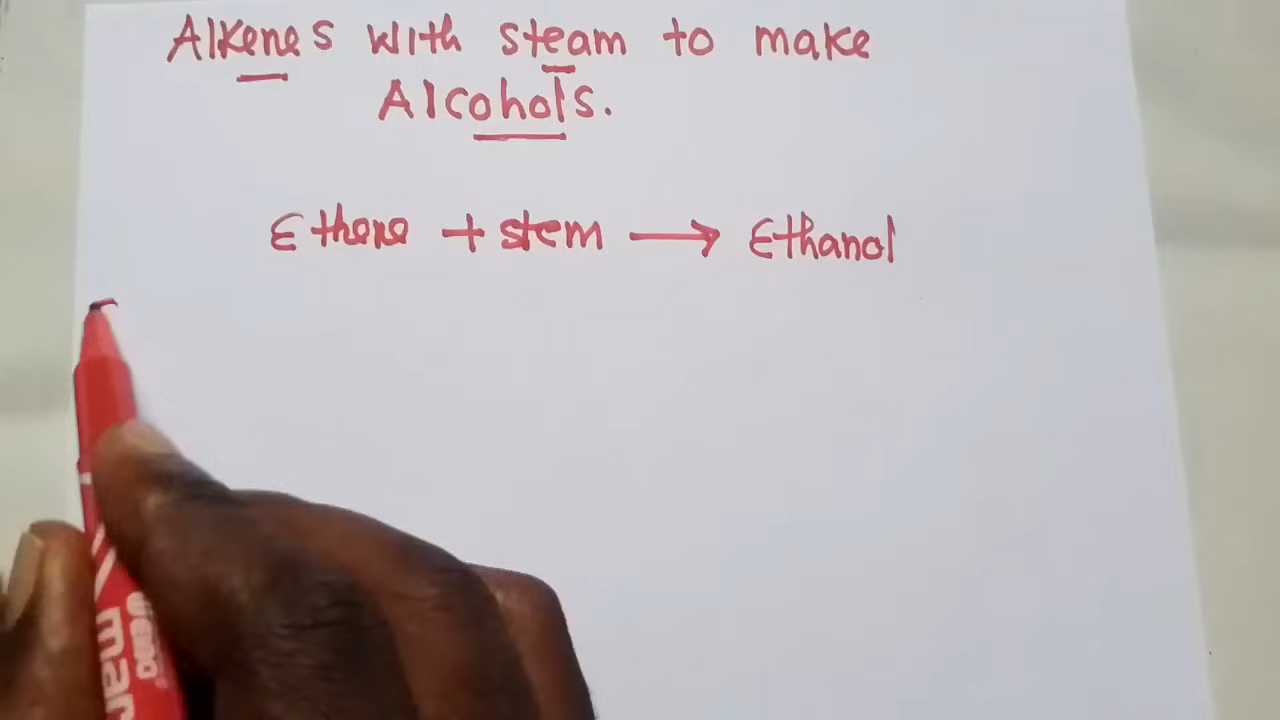 Alkenes with steam to make
Alcohols.
Ethene + stem → Ethanol